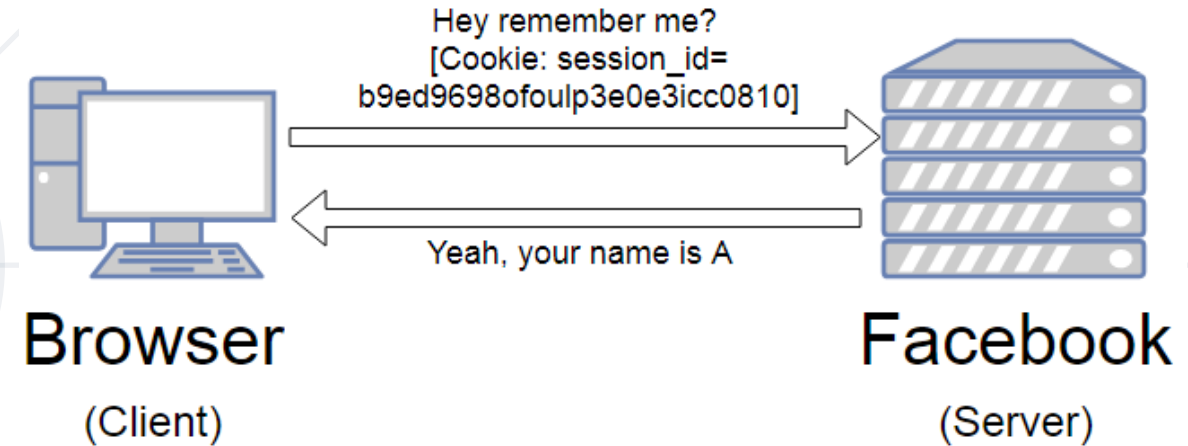 Hey remember me?
[Cookie: session_id=
b9ed9698ofoulp3e0e3icc0810]
Yeah, your name is A
Browser
Facebook
(Client)
(Server)